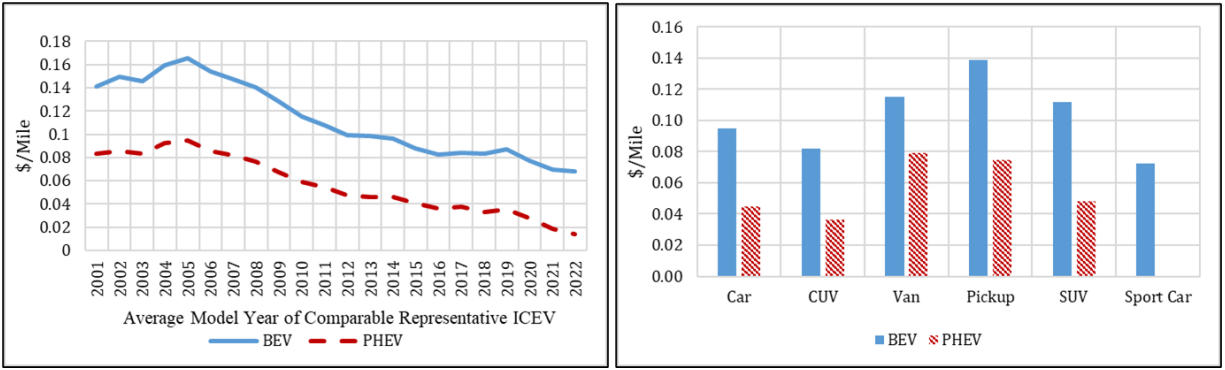 $/Mile
0.18
0.16
0.14
0.12
0.1
0.08
0.06
0.04
0.02
0
2001 2002 2003 2004 2005 2006 2007 2008 2009 2010 2011 2012 2013 2014 2015 2016 2017 2018 2019 2020 2021 2022
Average Model Year of Comparable Representative ICEV
BEV PHEV
$/Mile
0.16
0.14
0.12
0.10
0.08
0.06
0.04
0.02
0.00
Car CUV Van Pickup SUV Sport Car
BEV PHEV